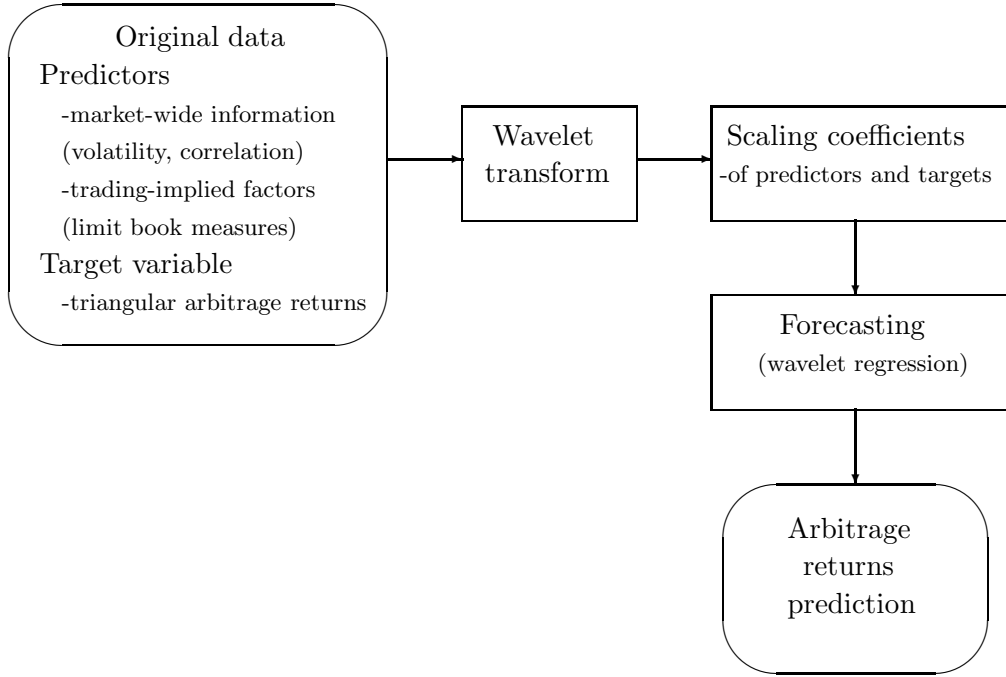 Original data
Predictors
-market-wide information
(volatility, correlation)
-trading-implied factors
(limit book measures)
Target variable
-triangular arbitrage returns
Wavelet
transform
Scaling coefficients
-of predictors and targets
Forecasting
(wavelet regression)
Arbitrage
returns
prediction